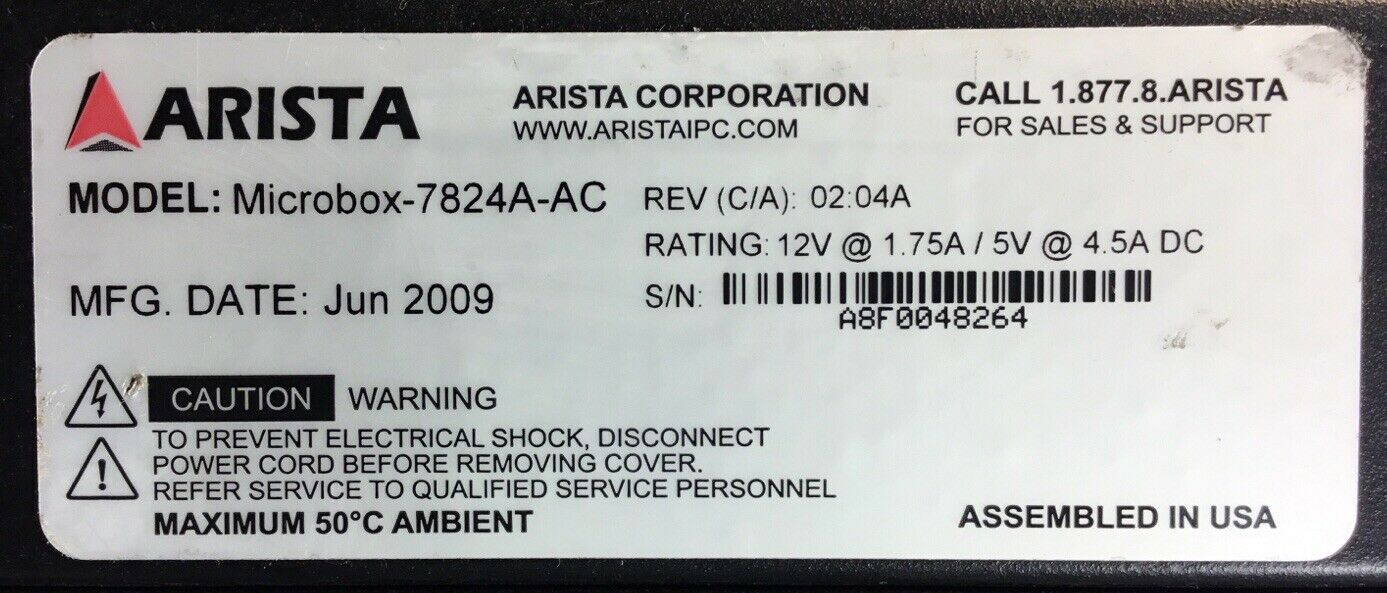 ARISTA
ARISTA CORPORATION
WWW.ARISTAIPC.COM
CALL 1.877.8.ARISTA
FOR SALES & SUPPORT
MODEL: Microbox-7824A-AC
REV (C/A): 02:04A
RATING: 12V @ 1.75A / 5V @ 4.5A DC
MFG. DATE: Jun 2009
S/N:
A8F0048264
CAUTION WARNING
TO PREVENT ELECTRICAL SHOCK, DISCONNECT
POWER CORD BEFORE REMOVING COVER.
REFER SERVICE TO QUALIFIED SERVICE PERSONNEL
MAXIMUM 50°C AMBIENT
ASSEMBLED IN USA